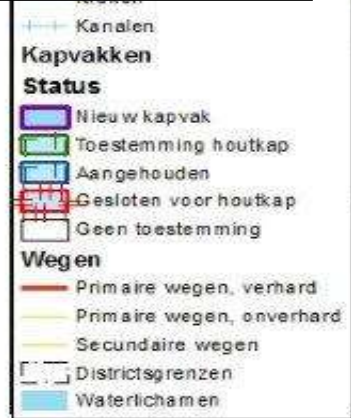 Kanalen
Kapvakken
Status
Nieuw kapvak
Toestemming houtkap
Aangehouden
Gesloten voor houtkap
Geen toestemming
Wegen
Primaire wegen, verhard
Primaire wegen, onverhard
Secundaire wegen
Districtsgrenzen
Waterlichamen